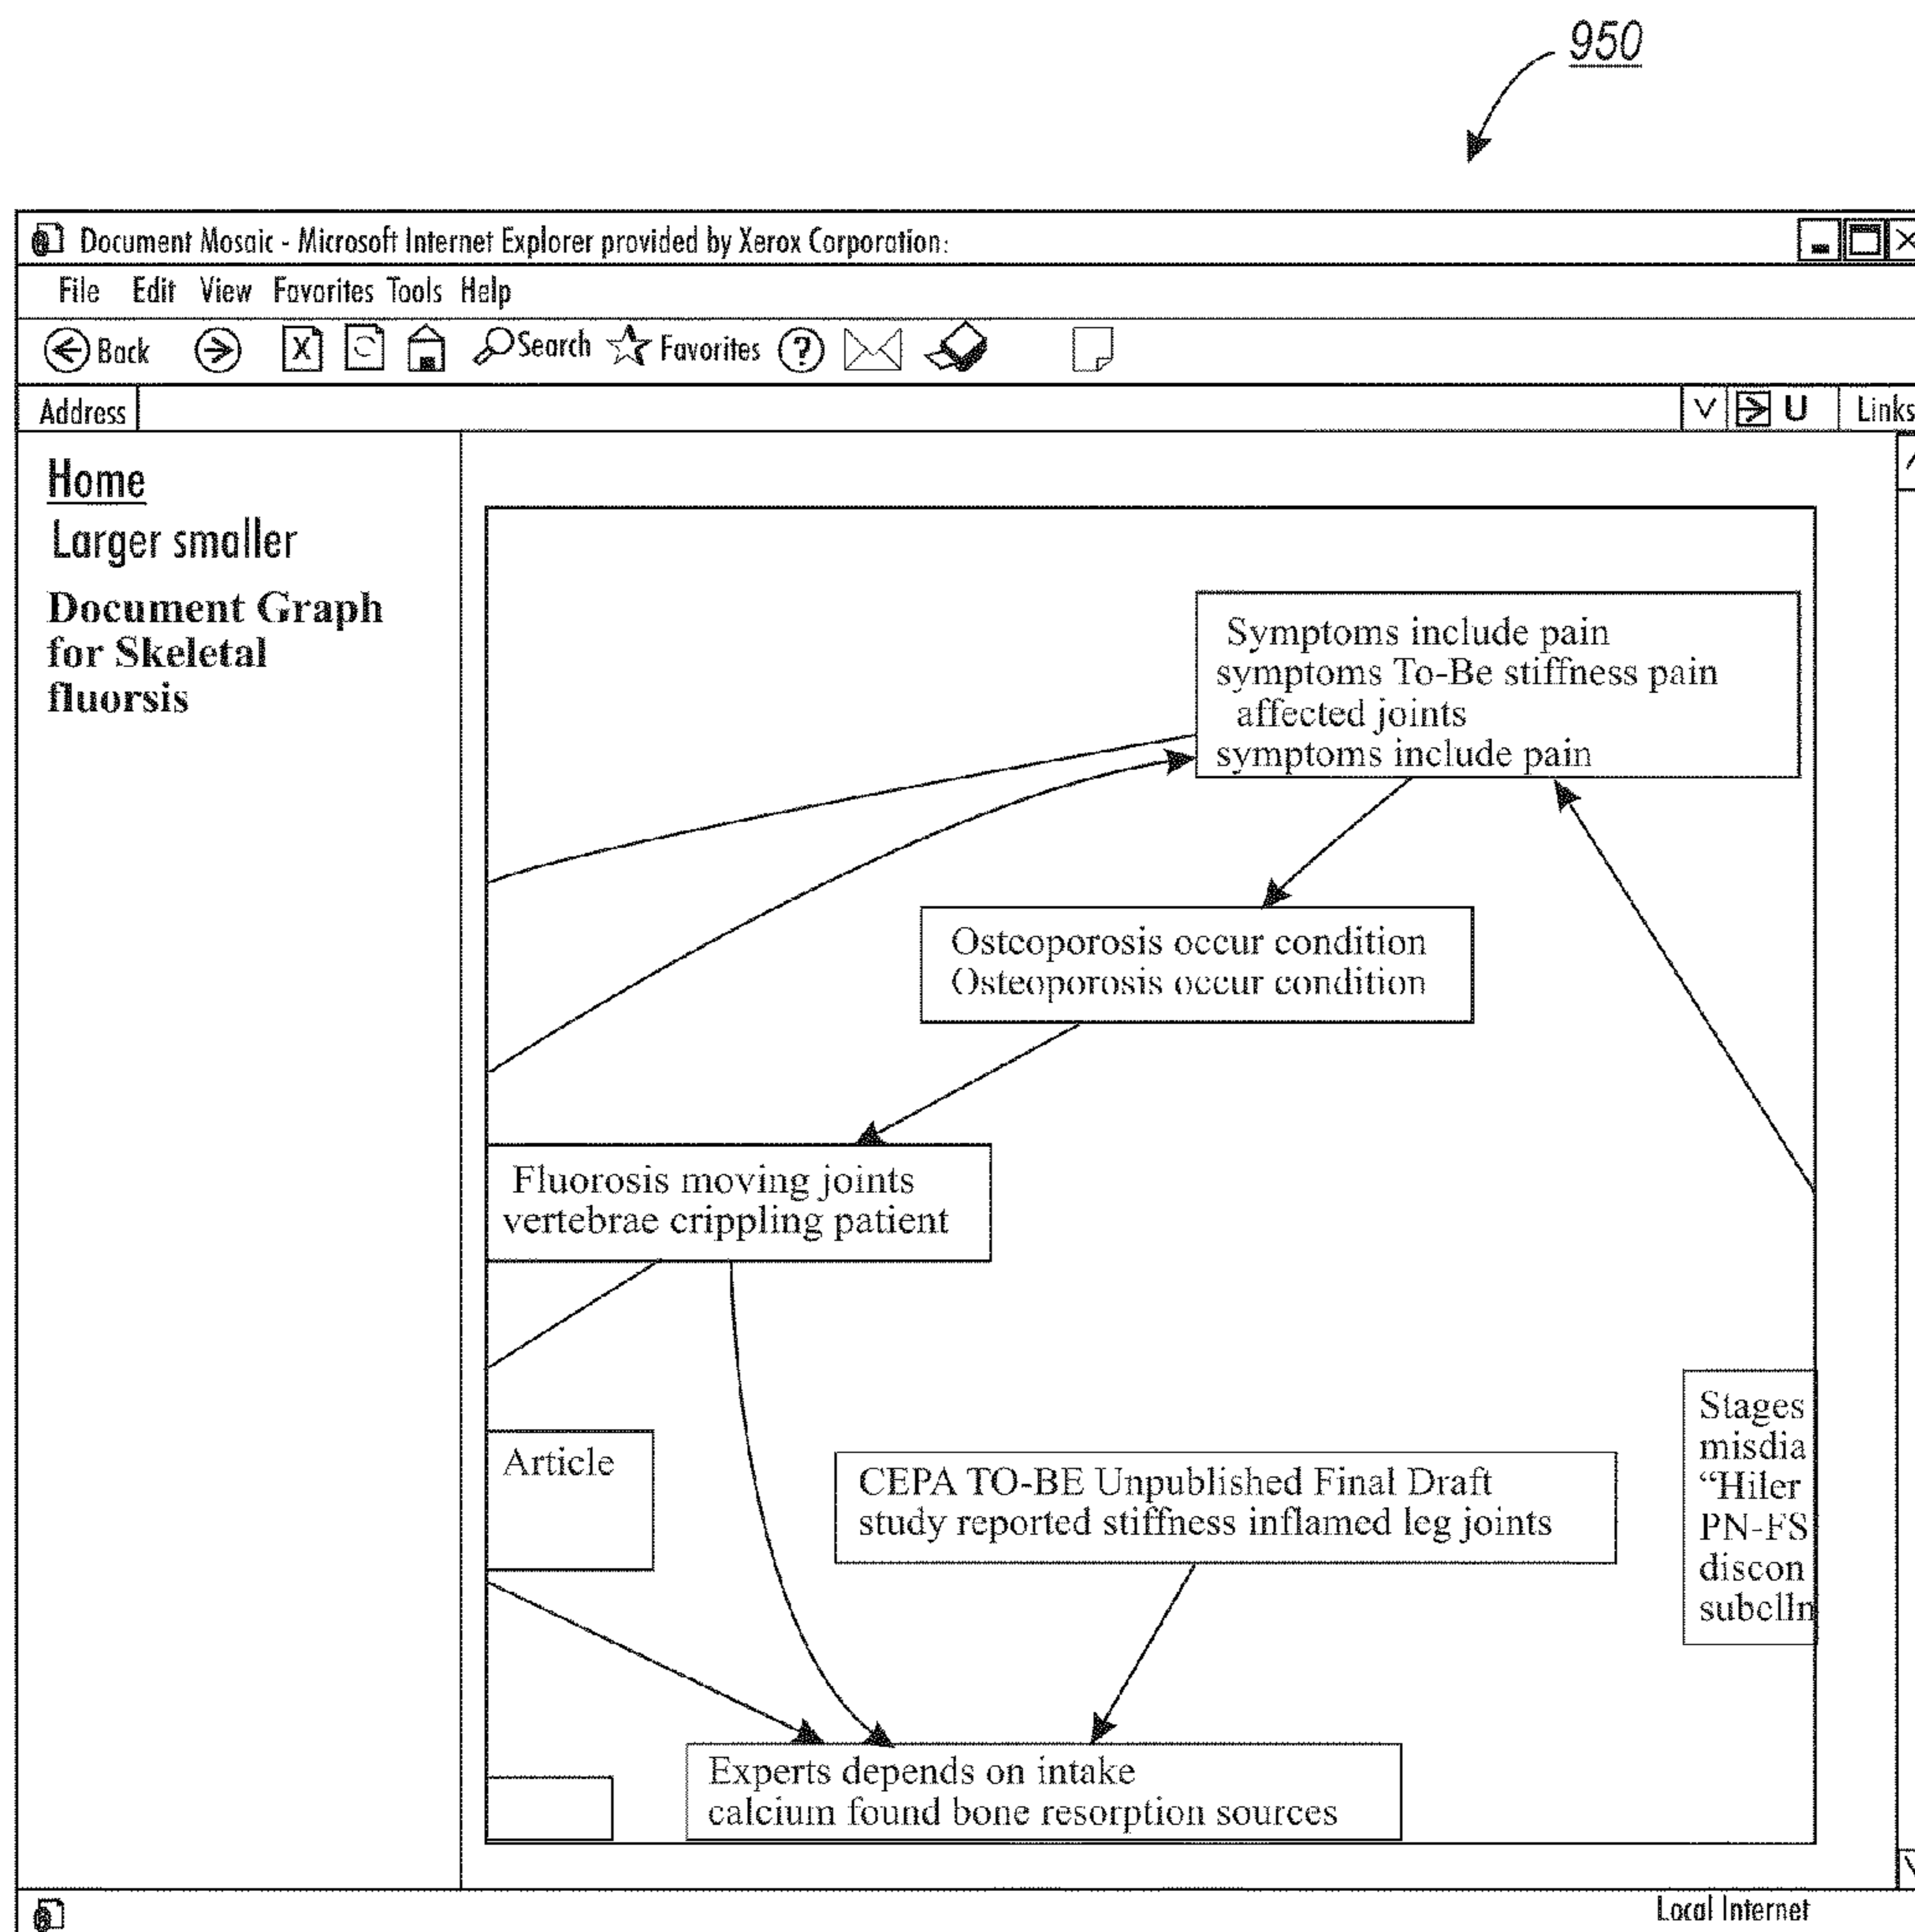 950
Document Mosaic - Microsoft Internet Explorer provided by Xerox Corporation:
File Edit View Favorites Tools Help
Back Search Favorites ?
Address
U Links
Home
Larger smaller
Document Graph
for Skeletal
fluorsis
Symptoms include pain
symptoms To-Be stiffness pain
affected joints
symptoms include pain
Osteoporosis occur condition
Osteoporosis occur condition
Fluorosis moving joints
vertebrae crippling patient
Article
CEPA TO-BE Unpublished Final Draft
study reported stiffness inflamed leg joints
Stages
misdia
“Hiler
PN-FS
discon
subclln
Experts depends on intake
calcium found bone resorption sources
Local Internet